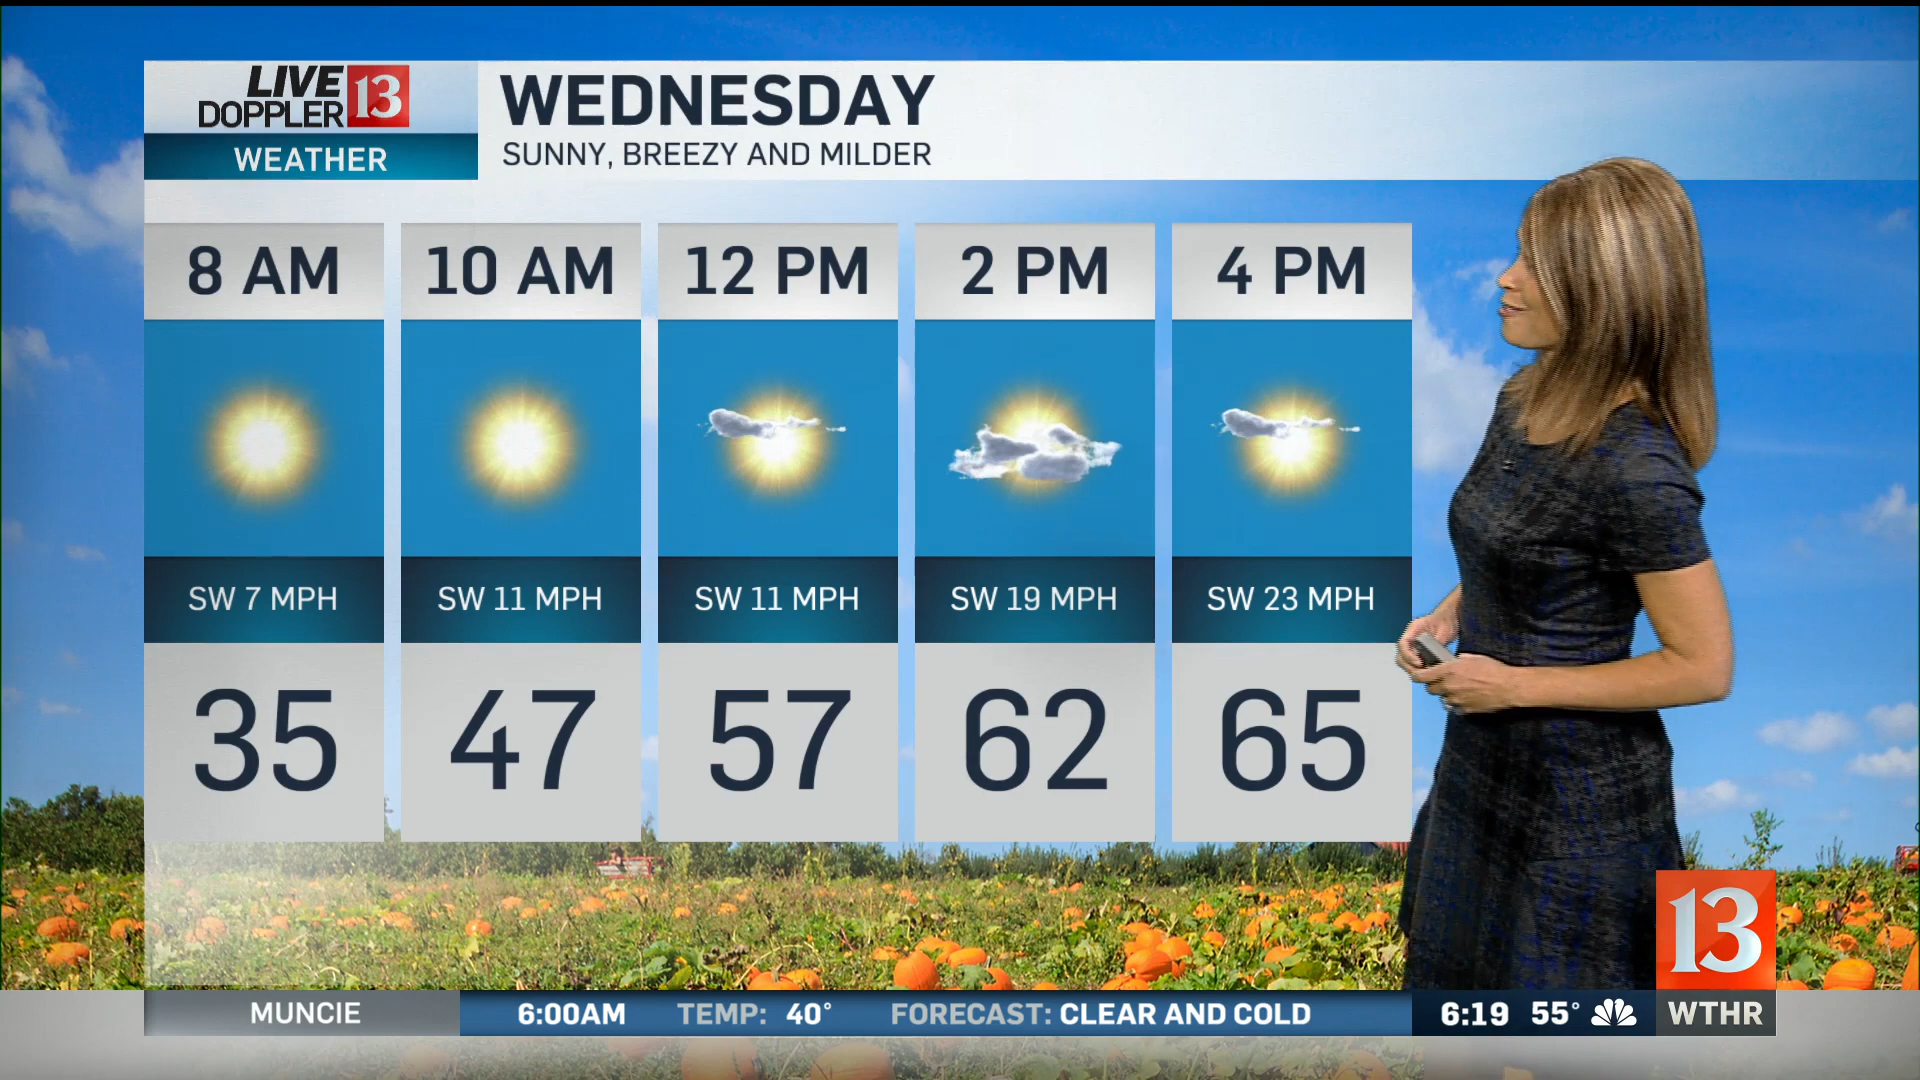 LIVE
DOPPLER 13
WEATHER
WEDNESDAY
SUNNY, BREEZY AND MILDER
8 AM
10 AM
12 PM
2 PM
4 PM
SW 7 MPH
SW 11 MPH
SW 11 MPH
SW 19 MPH
SW 23 MPH
35
47
57
62
65
13
MUNCIE
6:00AM TEMP: 40° FORECAST: CLEAR AND COLD
6:19 55°
WTHR